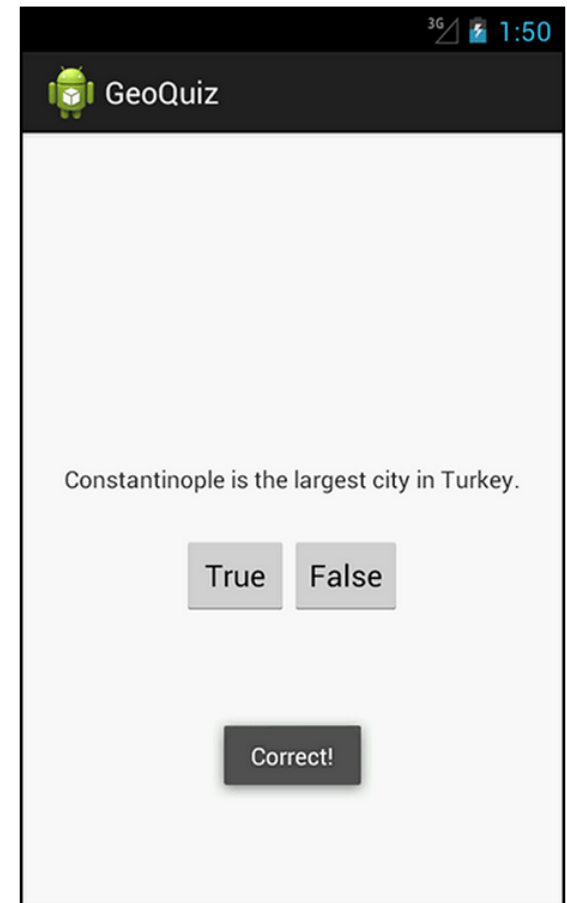 3G 1:50
GeoQuiz
Constantinople is the largest city in Turkey.
True False
Correct!